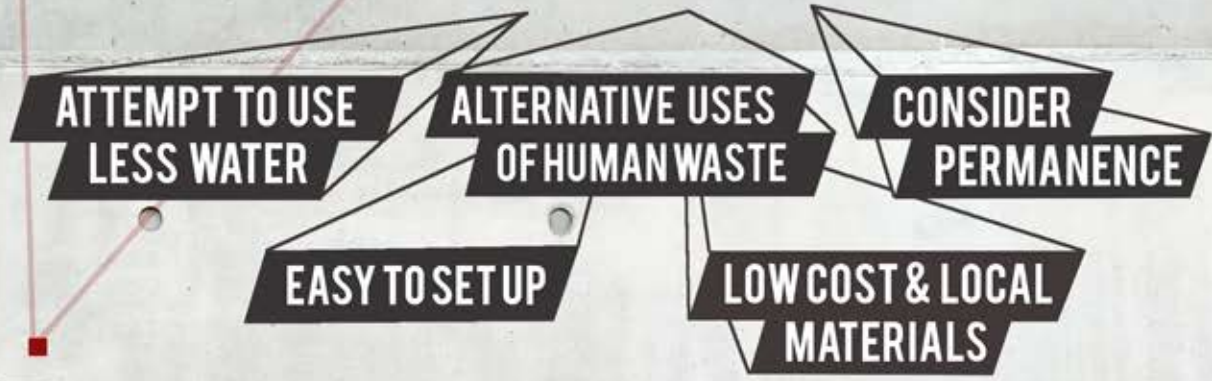 ATTEMPT TO USE
LESS WATER
ALTERNATIVE USES
OF HUMAN WASTE
CONSIDER
PERMANENCE
EASY TO SET UP
LOW COST & LOCAL
MATERIALS